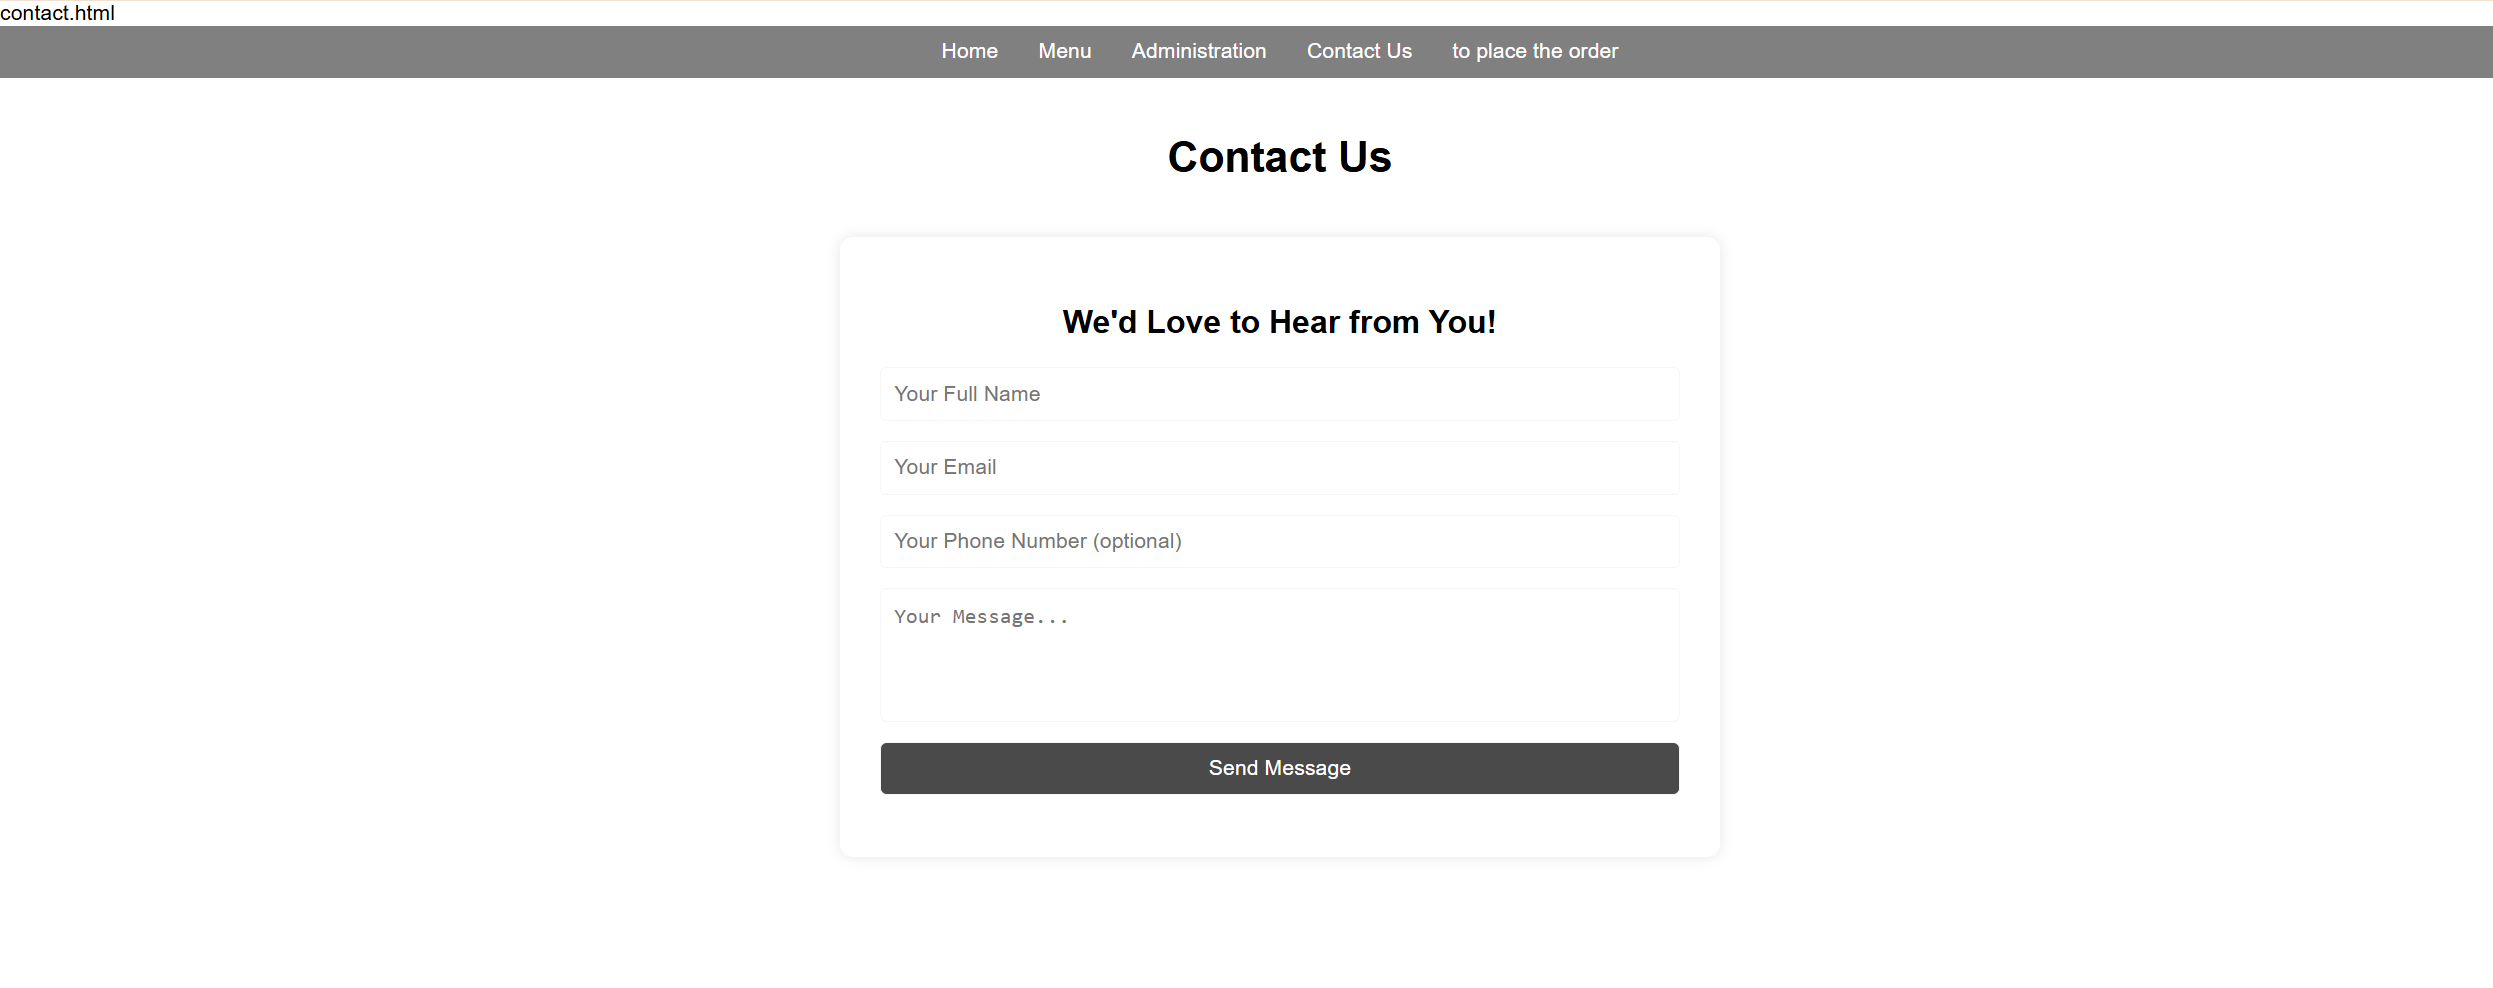 contact.html
Home Menu Administration Contact Us to place the order
Contact Us
We'd Love to Hear from You!
Your Full Name
Your Email
Your Phone Number (optional)
Your Message...
Send Message